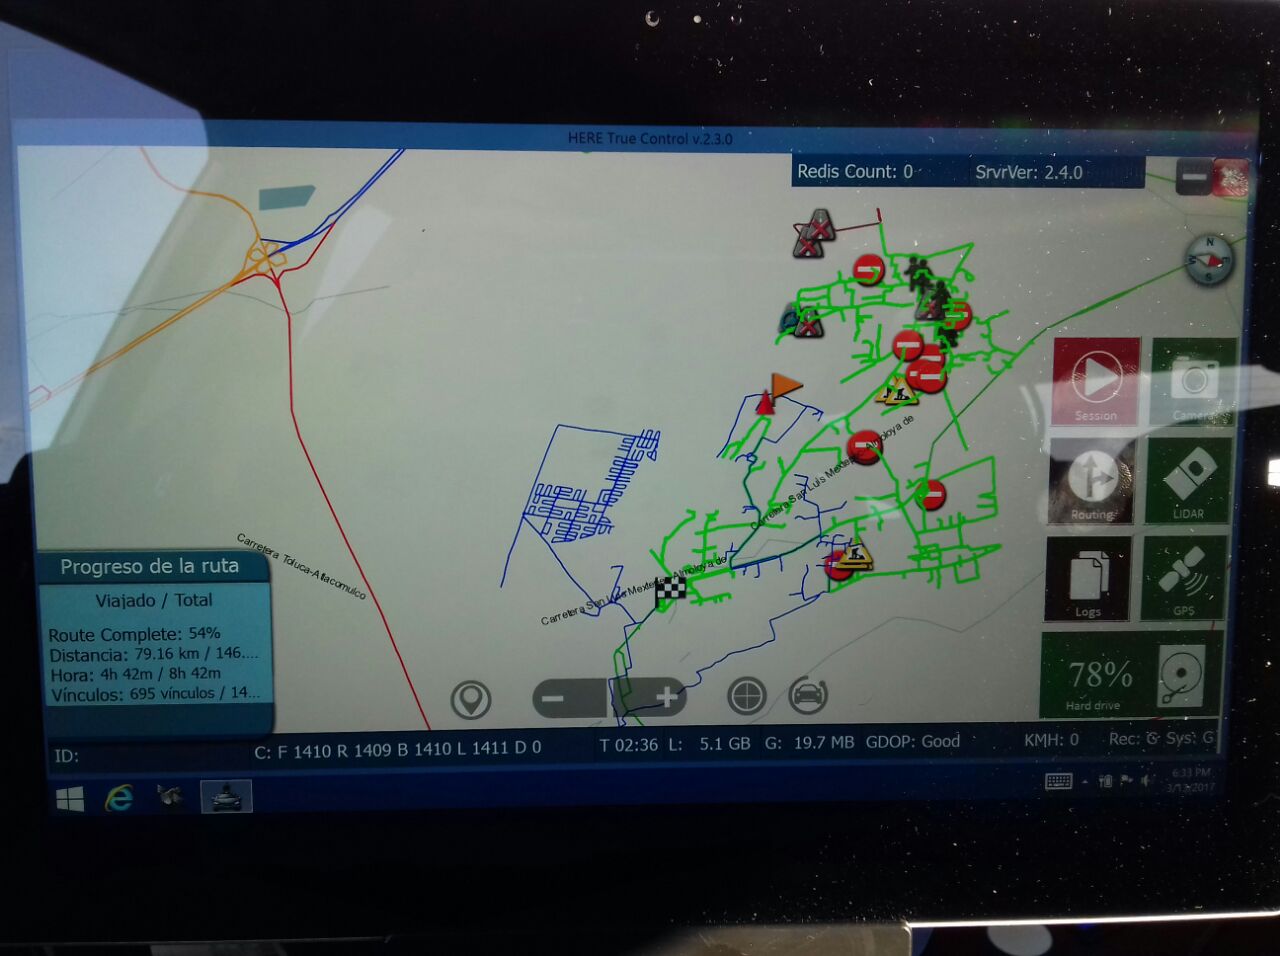 HERE True Control v.2.3.0
Redis Count: 0 SrvrVer: 2.4.0
N
W E
S
Session
Camera
Routing
LIDAR
Logs
GPS
78%
Hard drive
Carretera Toluca-Atlacomulco
Carretera San Luis Mextepec Almoloya de
Carretera San Luis Mextepec Almoloya de
Progreso de la ruta
Viajado / Total
Route Complete: 54%
Distancia: 79.16 km / 146....
Hora: 4h 42m / 8h 42m
Vínculos: 695 vínculos / 14...
ID: C: F 1410 R 1409 B 1410 L 1411 D 0 T 02:36 L: 5.1 GB G: 19.7 MB GDOP: Good KMH: 0 Rec: G Sys: G
6:33 PM
3/13/2017